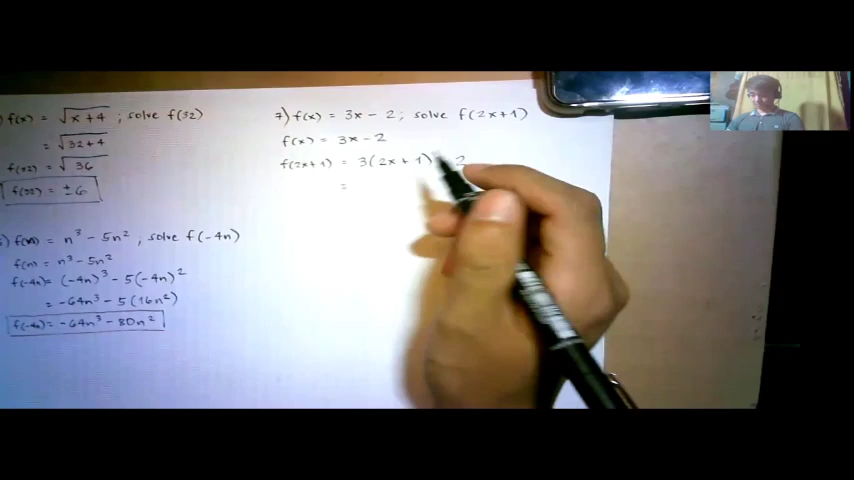 f(x) = √x+4 ; solve f(32)
= √32+4
f(32) = √36
f(32) = ±6
) f(n) = n³ - 5n² , solve f(-4n)
f(n) = n³ - 5n²
f(-4n) = (-4n)³ - 5(-4n)²
= -64n³ - 5(16n²)
f(-4n) = -64n³ - 80n²
7) f(x) = 3x - 2 ; solve f(2x+1)
f(x) = 3x - 2
f(2x+1) = 3(2x+1) - 2
=